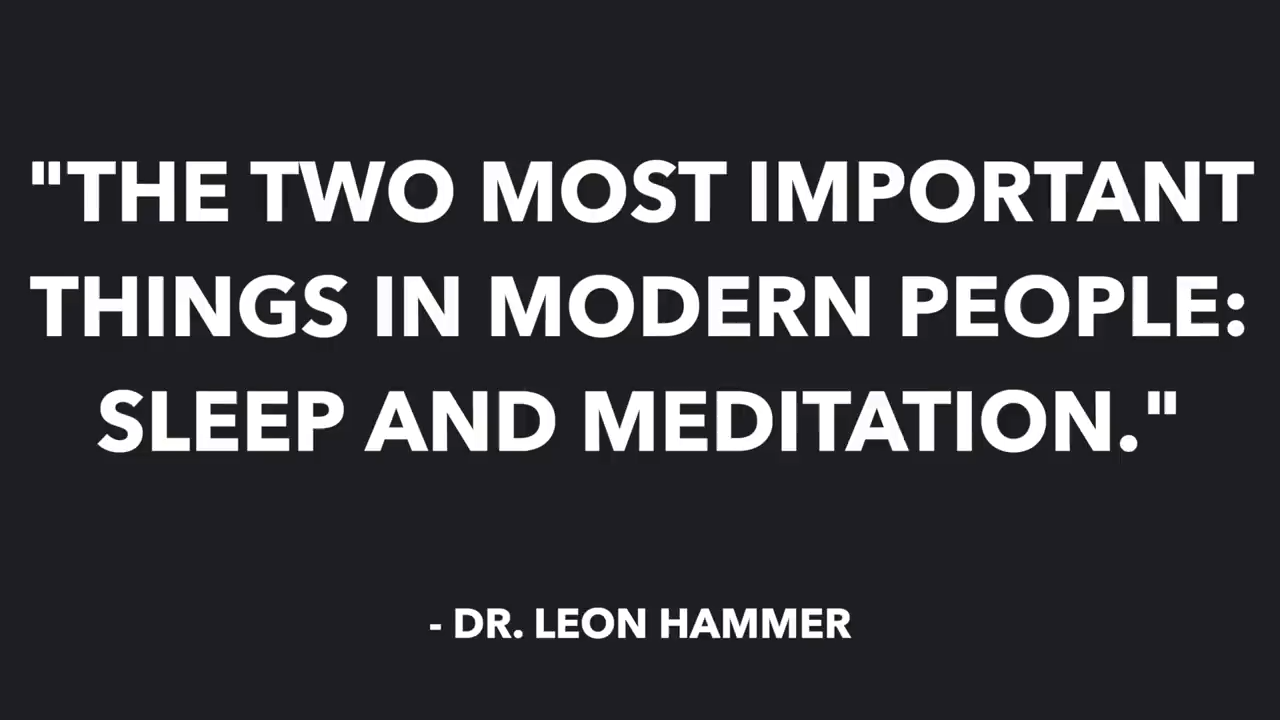 "THE TWO MOST IMPORTANT
THINGS IN MODERN PEOPLE:
SLEEP AND MEDITATION."
- DR. LEON HAMMER